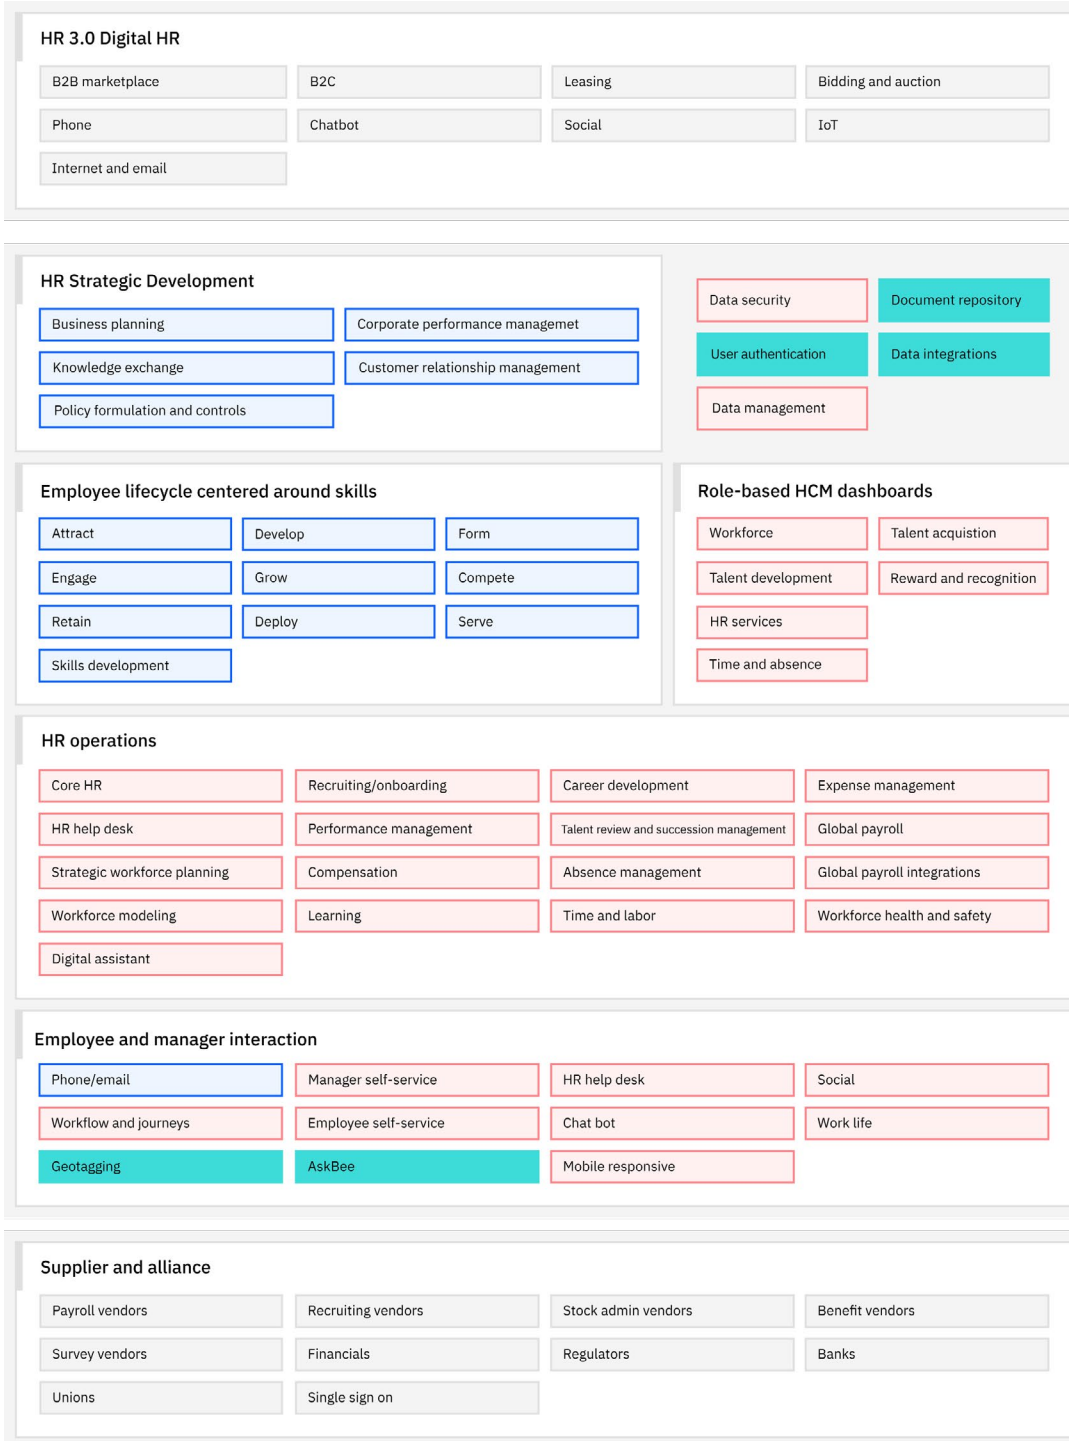 HR 3.0 Digital HR
B2B marketplace
B2C
Leasing
Bidding and auction
Phone
Chatbot
Social
IoT
Internet and email
HR Strategic Development
Business planning
Corporate performance managemet
Knowledge exchange
Customer relationship management
Policy formulation and controls
Data security
Document repository
User authentication
Data integrations
Data management
Employee lifecycle centered around skills
Attract
Develop
Form
Engage
Grow
Compete
Retain
Deploy
Serve
Skills development
Role-based HCM dashboards
Workforce
Talent acquistion
Talent development
Reward and recognition
HR services
Time and absence
HR operations
Core HR
Recruiting/onboarding
Career development
Expense management
HR help desk
Performance management
Talent review and succession management
Global payroll
Strategic workforce planning
Compensation
Absence management
Global payroll integrations
Workforce modeling
Learning
Time and labor
Workforce health and safety
Digital assistant
Employee and manager interaction
Phone/email
Manager self-service
HR help desk
Social
Workflow and journeys
Employee self-service
Chat bot
Work life
Geotagging
AskBee
Mobile responsive
Supplier and alliance
Payroll vendors
Recruiting vendors
Stock admin vendors
Benefit vendors
Survey vendors
Financials
Regulators
Banks
Unions
Single sign on